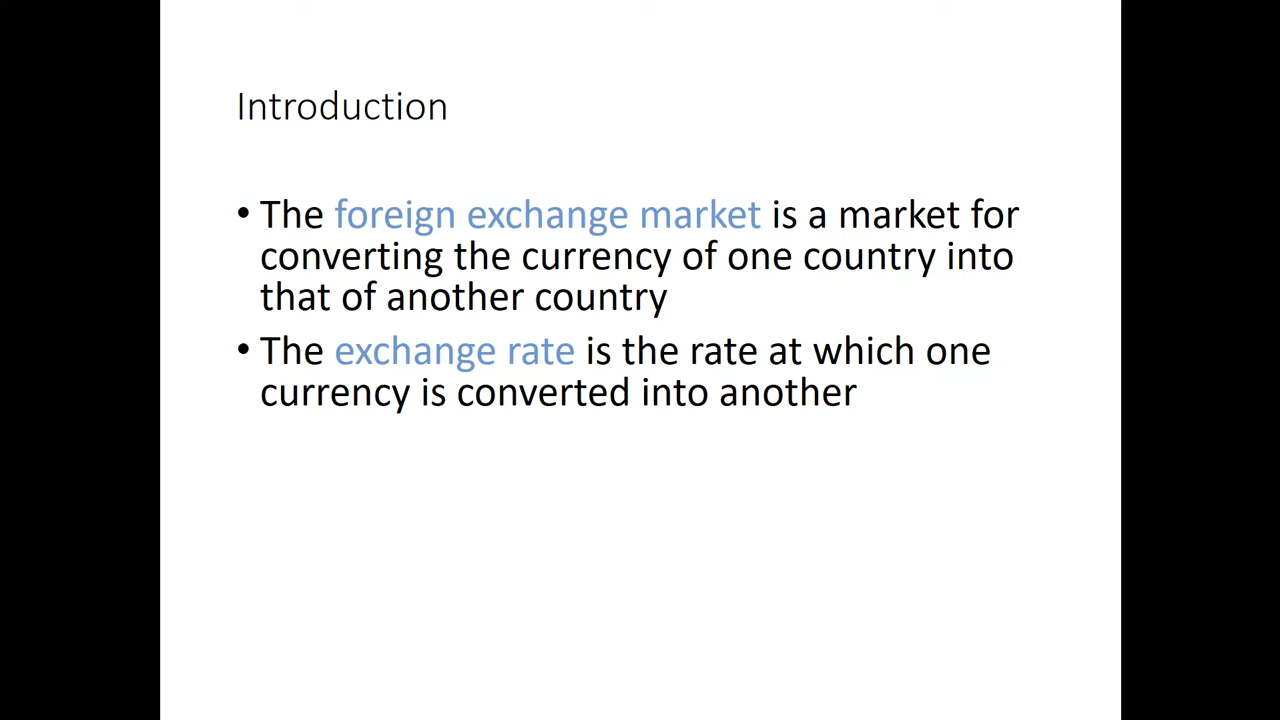 Introduction
• The foreign exchange market is a market for
converting the currency of one country into
that of another country
• The exchange rate is the rate at which one
currency is converted into another